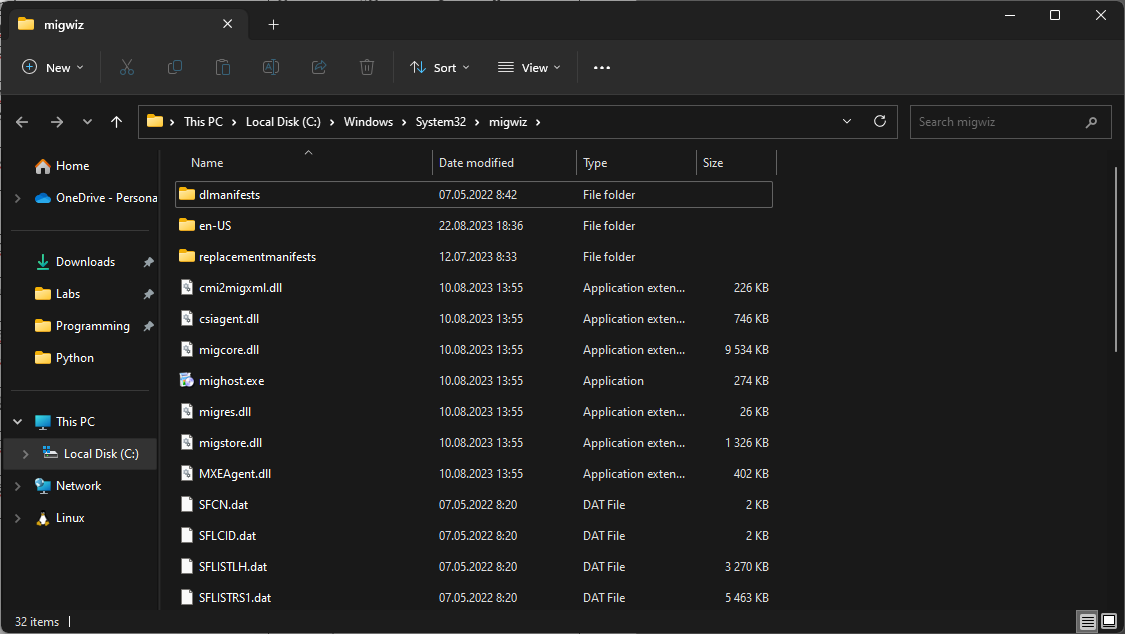 migwiz
New
Sort
View
This PC > Local Disk (C:) > Windows > System32 > migwiz >
Search migwiz
Home
OneDrive - Persona
Downloads
Labs
Programming
Python
This PC
Local Disk (C:)
Network
Linux
Name Date modified Type Size
dlmanifests 07.05.2022 8:42 File folder
en-US 22.08.2023 18:36 File folder
replacementmanifests 12.07.2023 8:33 File folder
cmi2migxml.dll 10.08.2023 13:55 Application exten... 226 KB
csiagent.dll 10.08.2023 13:55 Application exten... 746 KB
migcore.dll 10.08.2023 13:55 Application exten... 9 534 KB
mighost.exe 10.08.2023 13:55 Application 274 KB
migres.dll 10.08.2023 13:55 Application exten... 26 KB
migstore.dll 10.08.2023 13:55 Application exten... 1 326 KB
MXEAgent.dll 10.08.2023 13:55 Application exten... 402 KB
SFCN.dat 07.05.2022 8:20 DAT File 2 KB
SFLCID.dat 07.05.2022 8:20 DAT File 2 KB
SFLISTLH.dat 07.05.2022 8:20 DAT File 3 270 KB
SFLISTRS1.dat 07.05.2022 8:20 DAT File 5 463 KB
32 items